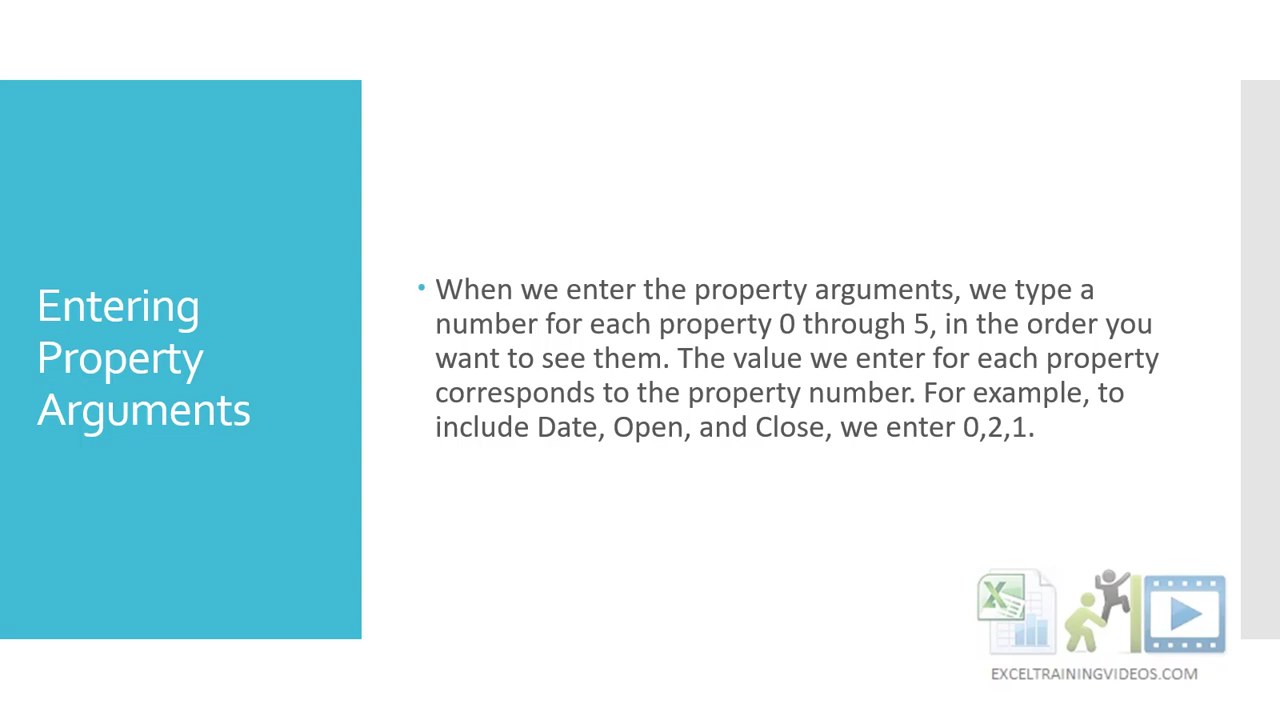 Entering
Property
Arguments
• When we enter the property arguments, we type a
number for each property 0 through 5, in the order you
want to see them. The value we enter for each property
corresponds to the property number. For example, to
include Date, Open, and Close, we enter 0,2,1.
EXCELTRAININGVIDEOS.COM